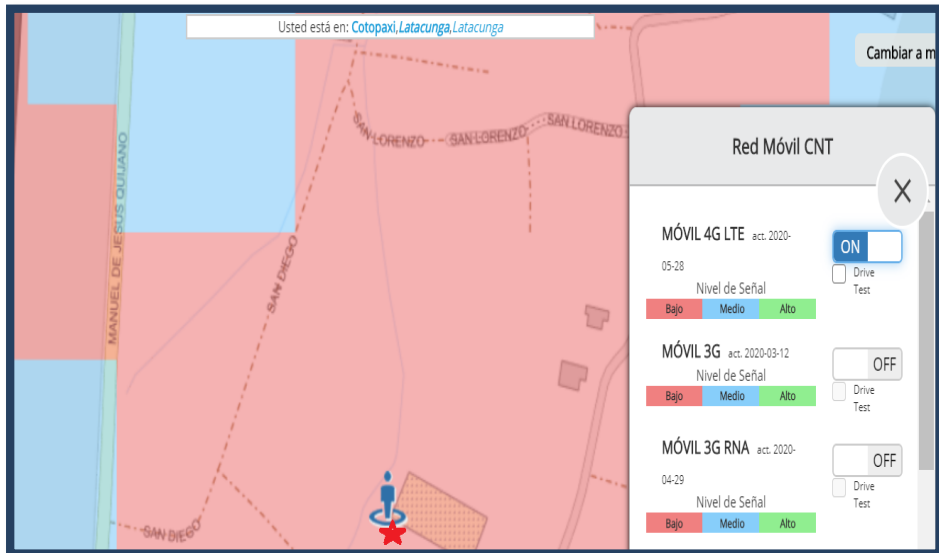 Usted está en: Cotopaxi,Latacunga,Latacunga
Cambiar a m
SAN LORENZO
SAN LORENZO
SAN LORENZO
MANUEL DE JESUS QUIJANO
SAN DIEGO
SAN DIEGO
Red Móvil CNT
X
MÓVIL 4G LTE act. 2020-
05-28
ON
Drive
Test
Nivel de Señal
Bajo Medio Alto
MÓVIL 3G act. 2020-03-12
OFF
Drive
Test
Nivel de Señal
Bajo Medio Alto
MÓVIL 3G RNA act. 2020-
04-29
OFF
Drive
Test
Nivel de Señal
Bajo Medio Alto